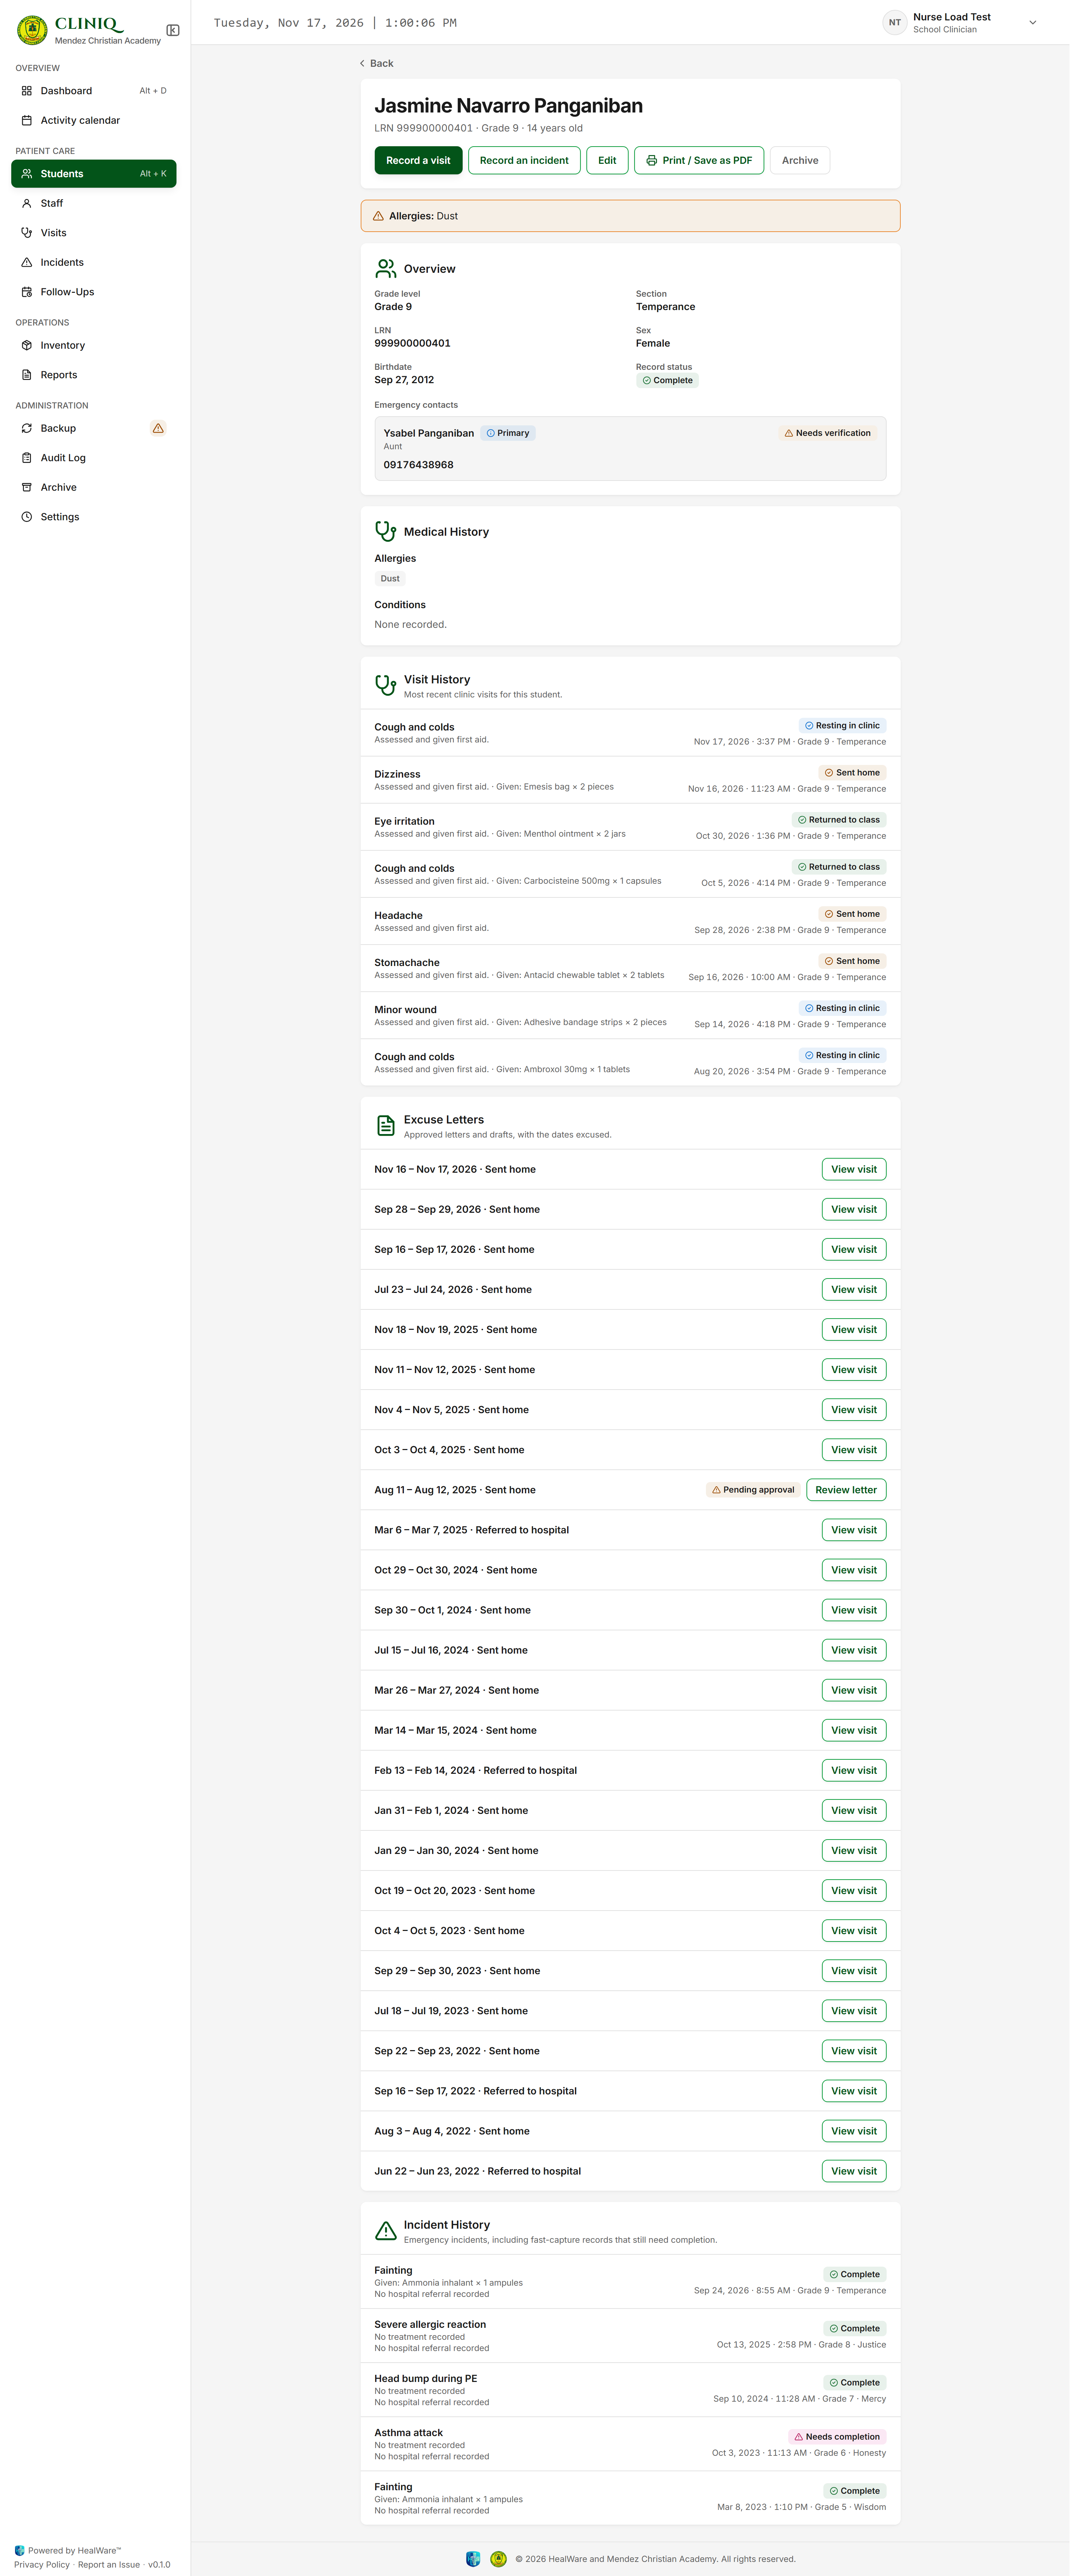 CLINIQ
Mendez Christian Academy
OVERVIEW
Dashboard Alt + D
Activity calendar
PATIENT CARE
Students Alt + K
Staff
Visits
Incidents
Follow-Ups
OPERATIONS
Inventory
Reports
ADMINISTRATION
Backup
Audit Log
Archive
Settings
Powered by HealWare™
Privacy Policy · Report an Issue · v0.1.0
Tuesday, Nov 17, 2026 | 1:00:06 PM
NT
Nurse Load Test
School Clinician
Back
Jasmine Navarro Panganiban
LRN 999900000401 · Grade 9 · 14 years old
Record a visit
Record an incident
Edit
Print / Save as PDF
Archive
Allergies: Dust
Overview
Grade level
Grade 9
Section
Temperance
LRN
999900000401
Sex
Female
Birthdate
Sep 27, 2012
Record status
Complete
Emergency contacts
Ysabel Panganiban Primary Needs verification
Aunt
09176438968
Medical History
Allergies
Dust
Conditions
None recorded.
Visit History
Most recent clinic visits for this student.
Cough and colds
Assessed and given first aid.
Resting in clinic
Nov 17, 2026 · 3:37 PM · Grade 9 · Temperance
Dizziness
Assessed and given first aid. · Given: Emesis bag × 2 pieces
Sent home
Nov 16, 2026 · 11:23 AM · Grade 9 · Temperance
Eye irritation
Assessed and given first aid. · Given: Menthol ointment × 2 jars
Returned to class
Oct 30, 2026 · 1:36 PM · Grade 9 · Temperance
Cough and colds
Assessed and given first aid. · Given: Carbocisteine 500mg × 1 capsules
Returned to class
Oct 5, 2026 · 4:14 PM · Grade 9 · Temperance
Headache
Assessed and given first aid.
Sent home
Sep 28, 2026 · 2:38 PM · Grade 9 · Temperance
Stomachache
Assessed and given first aid. · Given: Antacid chewable tablet × 2 tablets
Sent home
Sep 16, 2026 · 10:00 AM · Grade 9 · Temperance
Minor wound
Assessed and given first aid. · Given: Adhesive bandage strips × 2 pieces
Resting in clinic
Sep 14, 2026 · 4:18 PM · Grade 9 · Temperance
Cough and colds
Assessed and given first aid. · Given: Ambroxol 30mg × 1 tablets
Resting in clinic
Aug 20, 2026 · 3:54 PM · Grade 9 · Temperance
Excuse Letters
Approved letters and drafts, with the dates excused.
Nov 16 – Nov 17, 2026 · Sent home View visit
Sep 28 – Sep 29, 2026 · Sent home View visit
Sep 16 – Sep 17, 2026 · Sent home View visit
Jul 23 – Jul 24, 2026 · Sent home View visit
Nov 18 – Nov 19, 2025 · Sent home View visit
Nov 11 – Nov 12, 2025 · Sent home View visit
Nov 4 – Nov 5, 2025 · Sent home View visit
Oct 3 – Oct 4, 2025 · Sent home View visit
Aug 11 – Aug 12, 2025 · Sent home Pending approval Review letter
Mar 6 – Mar 7, 2025 · Referred to hospital View visit
Oct 29 – Oct 30, 2024 · Sent home View visit
Sep 30 – Oct 1, 2024 · Sent home View visit
Jul 15 – Jul 16, 2024 · Sent home View visit
Mar 26 – Mar 27, 2024 · Sent home View visit
Mar 14 – Mar 15, 2024 · Sent home View visit
Feb 13 – Feb 14, 2024 · Referred to hospital View visit
Jan 31 – Feb 1, 2024 · Sent home View visit
Jan 29 – Jan 30, 2024 · Sent home View visit
Oct 19 – Oct 20, 2023 · Sent home View visit
Oct 4 – Oct 5, 2023 · Sent home View visit
Sep 29 – Sep 30, 2023 · Sent home View visit
Jul 18 – Jul 19, 2023 · Sent home View visit
Sep 22 – Sep 23, 2022 · Sent home View visit
Sep 16 – Sep 17, 2022 · Referred to hospital View visit
Aug 3 – Aug 4, 2022 · Sent home View visit
Jun 22 – Jun 23, 2022 · Referred to hospital View visit
Incident History
Emergency incidents, including fast-capture records that still need completion.
Fainting
Given: Ammonia inhalant × 1 ampules
No hospital referral recorded
Complete
Sep 24, 2026 · 8:55 AM · Grade 9 · Temperance
Severe allergic reaction
No treatment recorded
No hospital referral recorded
Complete
Oct 13, 2025 · 2:58 PM · Grade 8 · Justice
Head bump during PE
No treatment recorded
No hospital referral recorded
Complete
Sep 10, 2024 · 11:28 AM · Grade 7 · Mercy
Asthma attack
No treatment recorded
No hospital referral recorded
Needs completion
Oct 3, 2023 · 11:13 AM · Grade 6 · Honesty
Fainting
Given: Ammonia inhalant × 1 ampules
No hospital referral recorded
Complete
Mar 8, 2023 · 1:10 PM · Grade 5 · Wisdom
© 2026 HealWare and Mendez Christian Academy. All rights reserved.